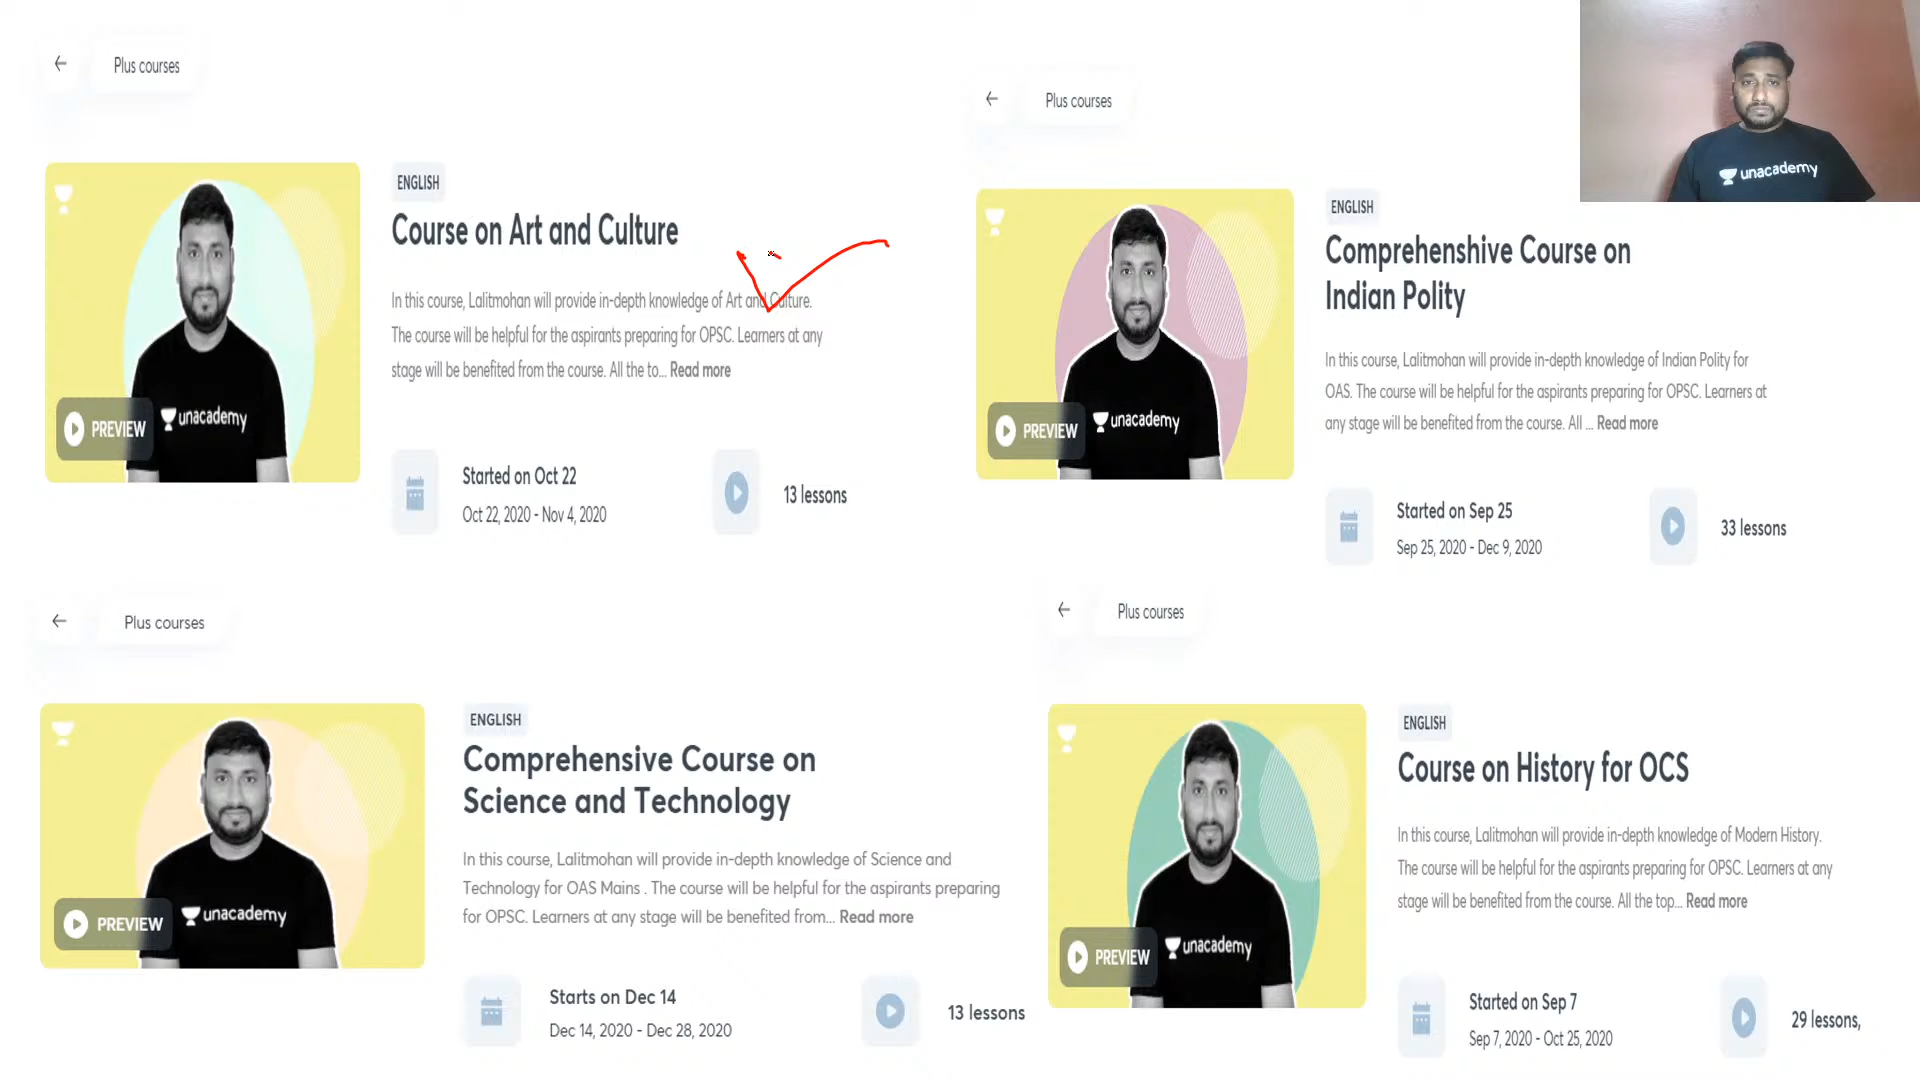 Plus courses
ENGLISH
Course on Art and Culture
In this course, Lalitmohan will provide in-depth knowledge of Art and Culture.
The course will be helpful for the aspirants preparing for OPSC. Learners at any
stage will be benefited from the course. All the to... Read more
PREVIEW
unacademy
Started on Oct 22
Oct 22, 2020 - Nov 4, 2020
13 lessons
Plus courses
unacademy
ENGLISH
Comprehenshive Course on
Indian Polity
In this course, Lalitmohan will provide in-depth knowledge of Indian Polity for
OAS. The course will be helpful for the aspirants preparing for OPSC. Learners at
any stage will be benefited from the course. All ... Read more
PREVIEW
unacademy
Started on Sep 25
Sep 25, 2020 - Dec 9, 2020
33 lessons
Plus courses
ENGLISH
Comprehensive Course on
Science and Technology
In this course, Lalitmohan will provide in-depth knowledge of Science and
Technology for OAS Mains . The course will be helpful for the aspirants preparing
for OPSC. Learners at any stage will be benefited from... Read more
PREVIEW
unacademy
Starts on Dec 14
Dec 14, 2020 - Dec 28, 2020
13 lessons
Plus courses
ENGLISH
Course on History for OCS
In this course, Lalitmohan will provide in-depth knowledge of Modern History.
The course will be helpful for the aspirants preparing for OPSC. Learners at any
stage will be benefited from the course. All the top... Read more
PREVIEW
unacademy
Started on Sep 7
Sep 7, 2020 - Oct 25, 2020
29 lessons,